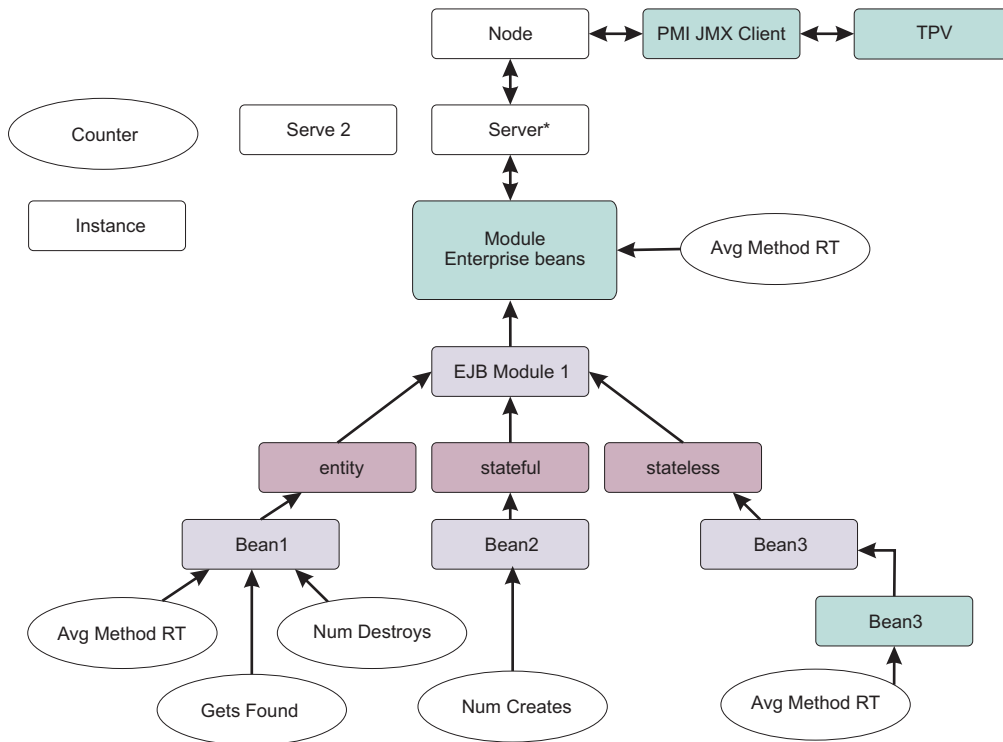 Node
PMI JMX Client
TPV
Counter
Serve 2
Server*
Instance
Module
Enterprise beans
Avg Method RT
EJB Module 1
entity
stateful
stateless
Bean1
Bean2
Bean3
Avg Method RT
Num Destroys
Bean3
Gets Found
Num Creates
Avg Method RT